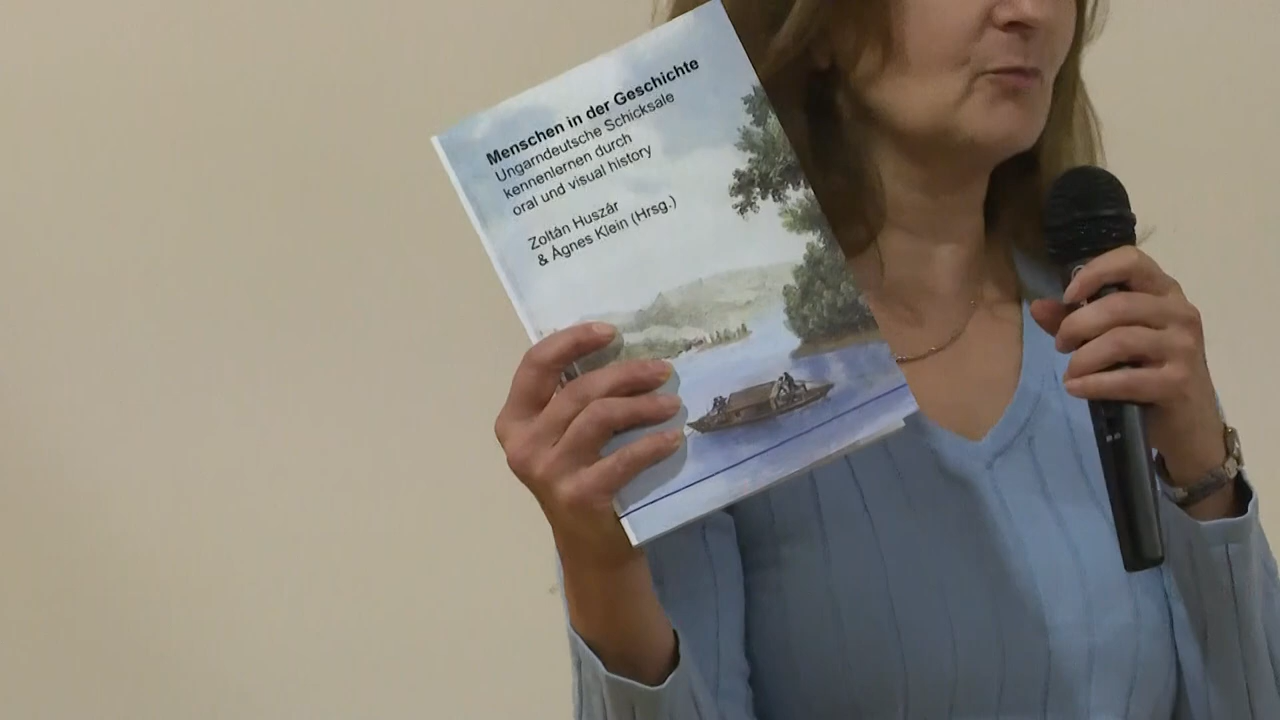 Menschen in der Geschichte
Ungarndeutsche Schicksale
kennenlernen durch
oral und visual history
Zoltán Huszár
& Ágnes Klein (Hrsg.)